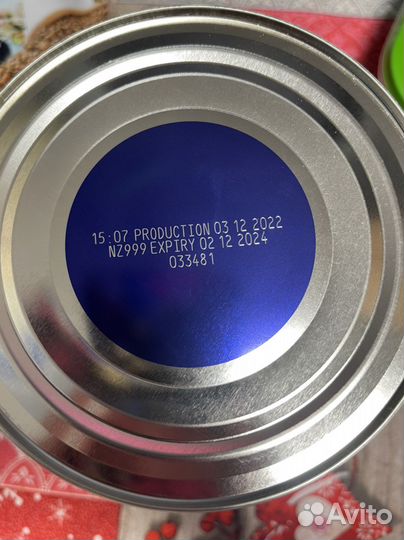 15:07 PRODUCTION 03 12 2022
NZ999 EXPIRY 02 12 2024
033481
Avito